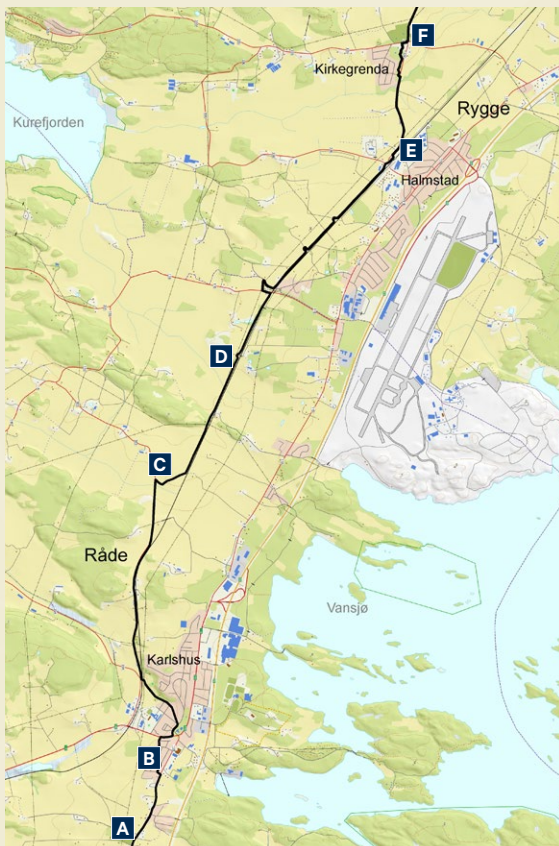 F
Kirkegrenda
Rygge
Kurefjorden
E
Halmstad
D
C
Råde
Vansjø
Karlshus
B
A